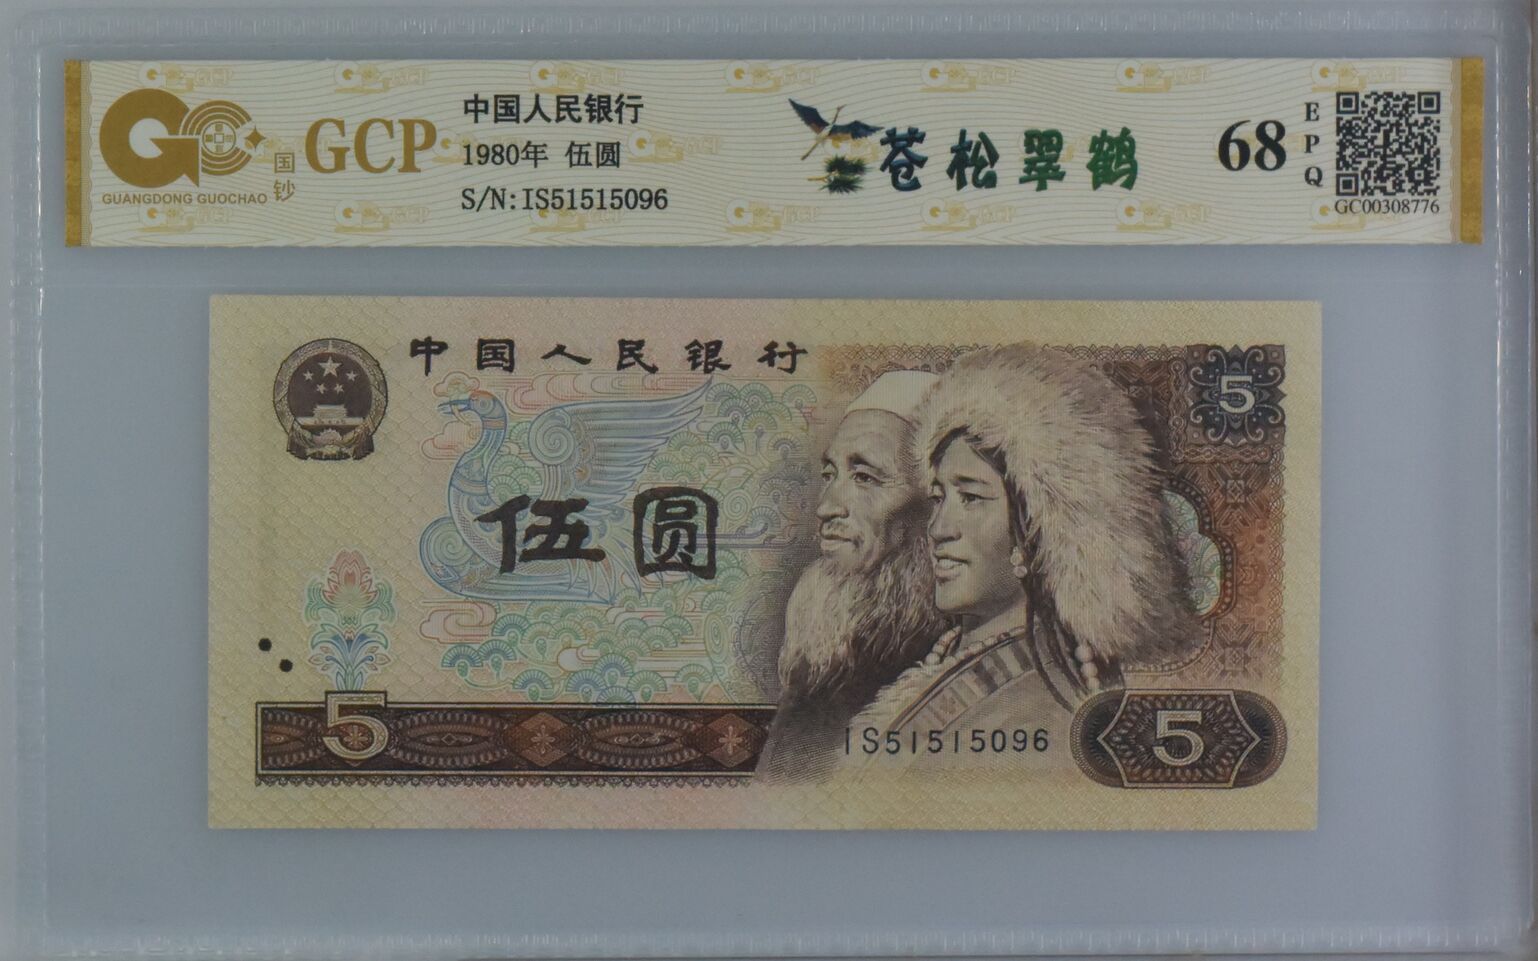 GUANGDONG GUOCHAO
国钞
GCP
中国人民银行
1980年 伍圆
S/N:IS51515096
苍松翠鹤
68
EPQ
GC00308776
中国人民银行
5
伍圆
5
IS51515096
5